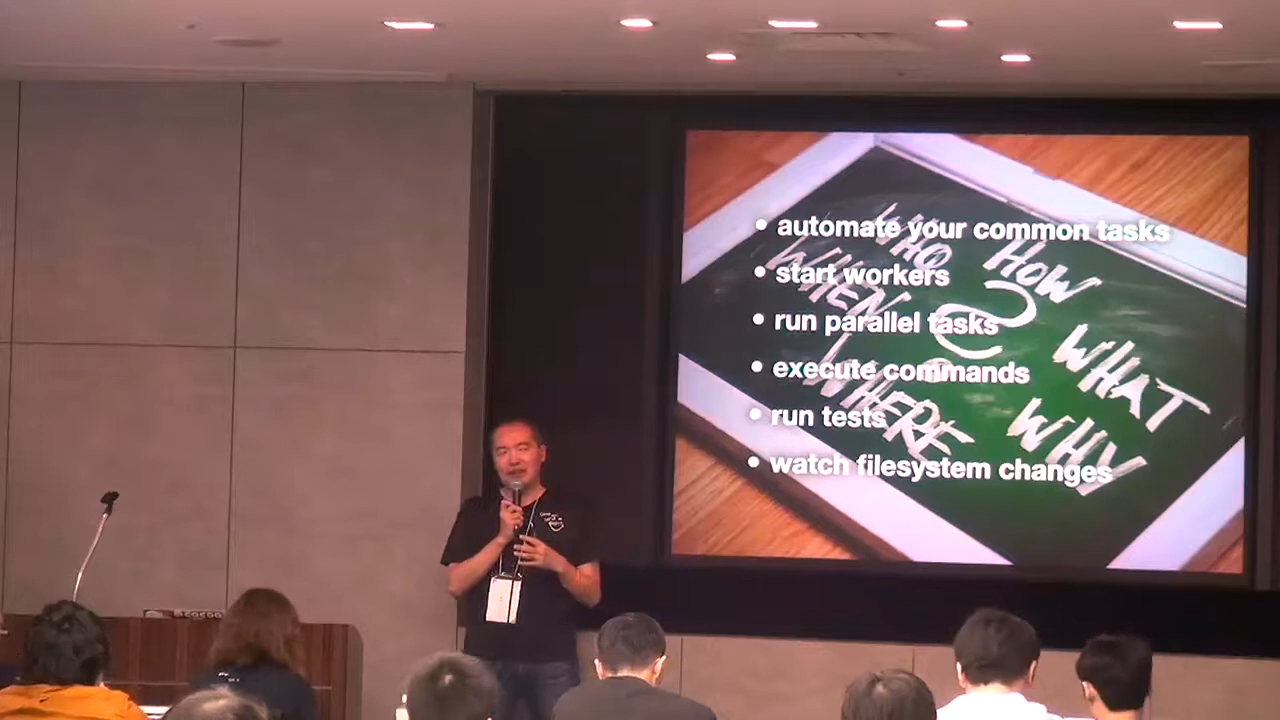 • automate your common tasks
• start workers
• run parallel tasks
• execute commands
• run tests
• watch filesystem changes
WHO
HOW
WHEN
WHAT
WHERE
WHY